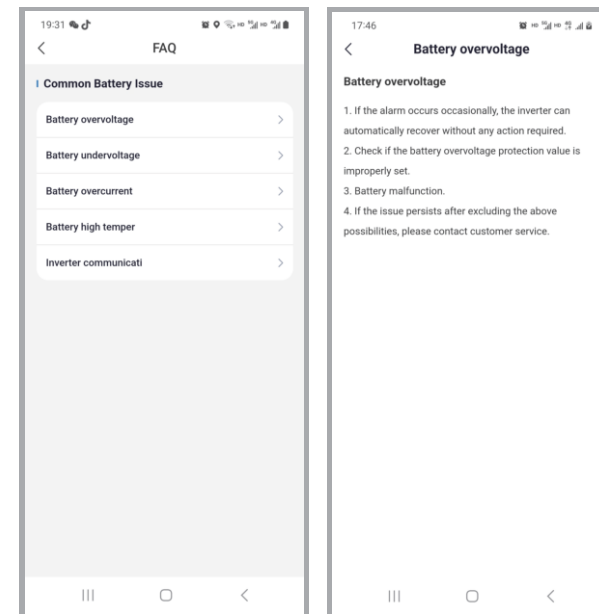 19:31
FAQ
Common Battery Issue
Battery overvoltage
Battery undervoltage
Battery overcurrent
Battery high temper
Inverter communicati
17:46
Battery overvoltage
Battery overvoltage
1. If the alarm occurs occasionally, the inverter can
automatically recover without any action required.
2. Check if the battery overvoltage protection value is
improperly set.
3. Battery malfunction.
4. If the issue persists after excluding the above
possibilities, please contact customer service.